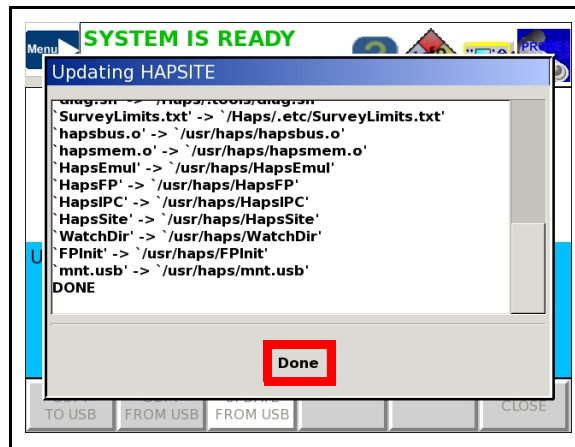 SYSTEM IS READY
Menu
PROBES
Updating HAPSITE
`SurveyLimits.txt' -> `/Haps/.etc/SurveyLimits.txt'
`hapsbus.o' -> `/usr/haps/hapsbus.o'
`hapsmem.o' -> `/usr/haps/hapsmem.o'
`HapsEmul' -> `/usr/haps/HapsEmul'
`HapsFP' -> `/usr/haps/HapsFP'
`HapsIPC' -> `/usr/haps/HapsIPC'
`HapsSite' -> `/usr/haps/HapsSite'
`WatchDir' -> `/usr/haps/WatchDir'
`FPInit' -> `/usr/haps/FPInit'
`mnt.usb' -> `/usr/haps/mnt.usb'
DONE
Done
TO USB
FROM USB
FROM USB
CLOSE